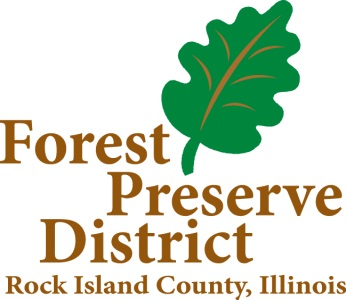 Forest
Preserve
District
Rock Island County, Illinois